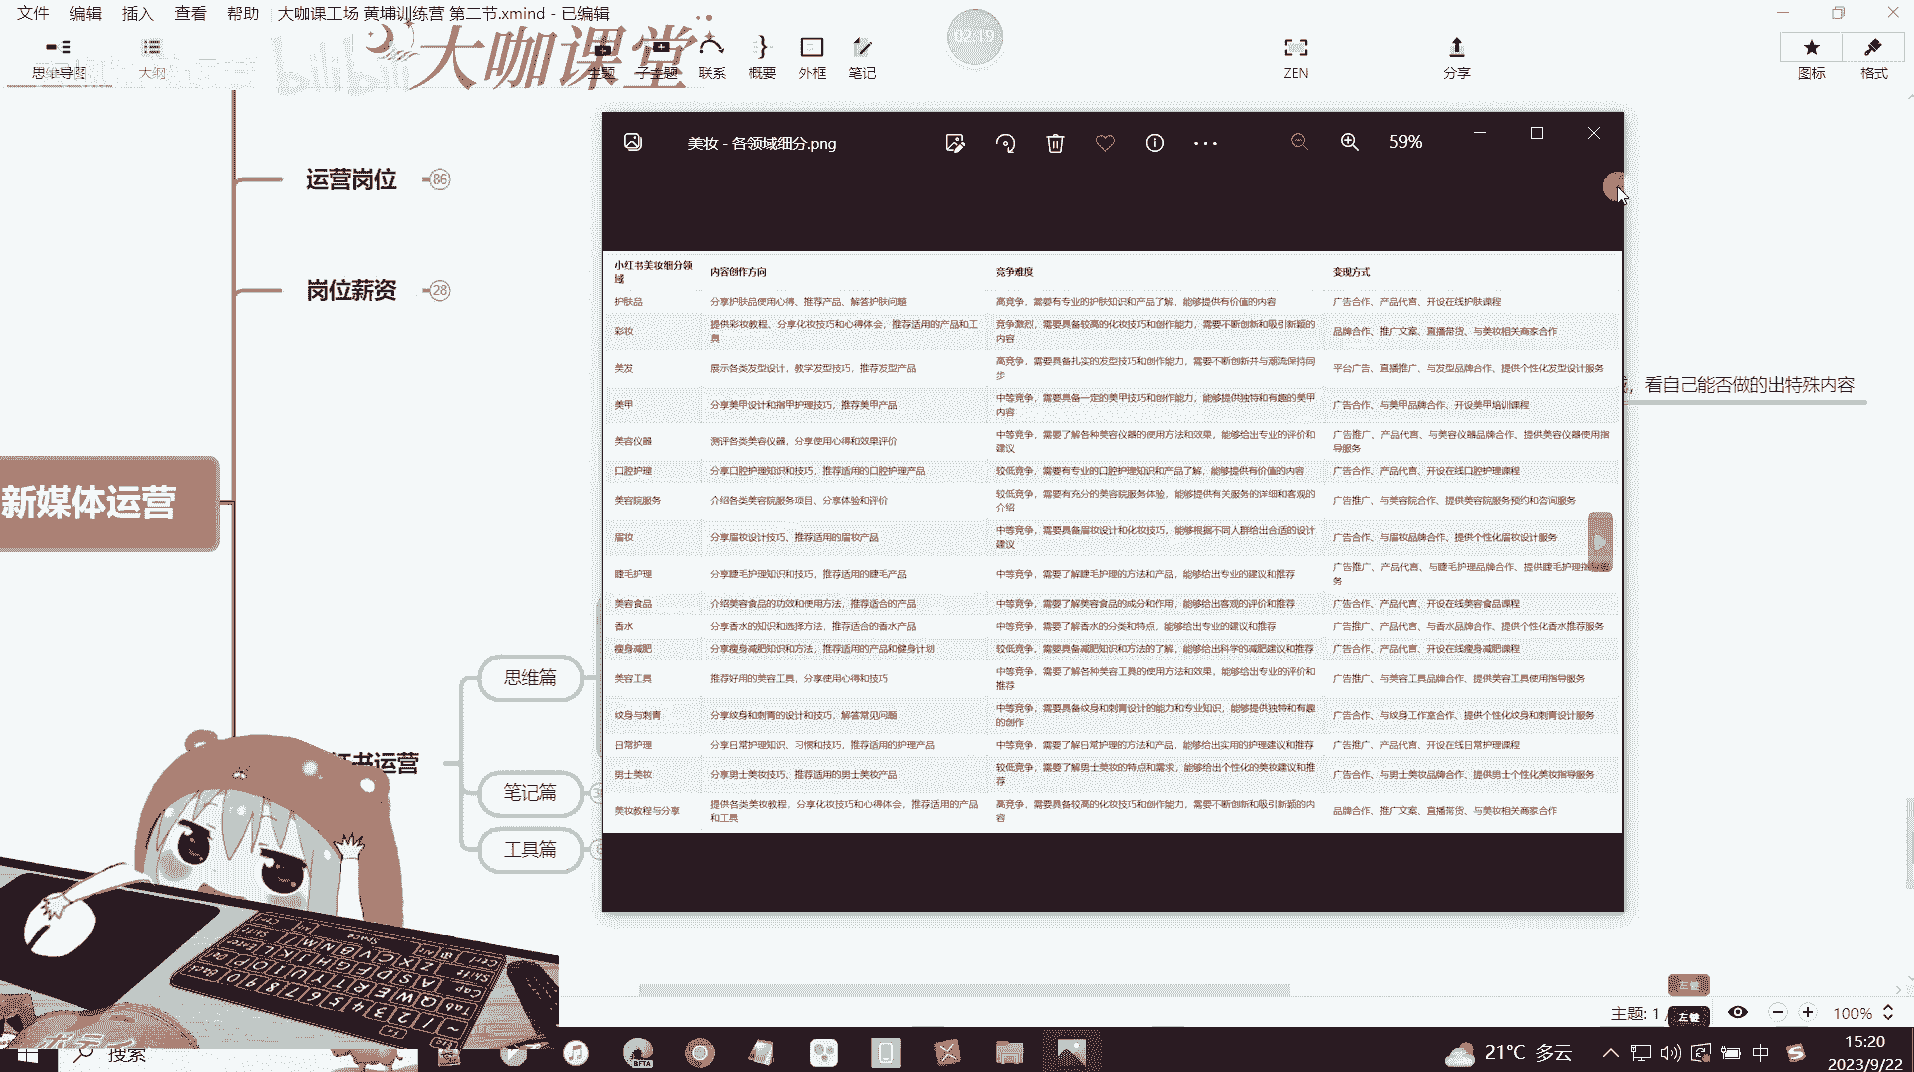 文件 编辑 插入 查看 帮助 大咖课工场 黄埔训练营 第二节.xmind - 已编辑
思维导图 大纲 主题 子主题 联系 概要 外框 笔记 ZEN 分享 图标 格式
bilibili 大咖课堂
02:19
运营岗位 86
岗位薪资 28
新媒体运营
思维篇
书运营
笔记篇
工具篇
，看自己能否做的出特殊内容
美妆 - 各领域细分.png 59%
小红书美妆细分领域 内容创作方向 竞争难度 变现方式
护肤品 分享护肤品使用心得、推荐产品、解答护肤问题 高竞争，需要有专业的护肤知识和产品了解，能够提供有价值的内容 广告合作、产品代言、开设在线护肤课程
彩妆 提供彩妆教程、分享化妆技巧和心得体会，推荐适用的产品和工具 竞争激烈，需要具备较高的化妆技巧和创作能力，需要不断创新和吸引新颖的内容 品牌合作、推广文案、直播带货、与美妆相关商家合作
美发 展示各类发型设计，教学发型技巧，推荐发型产品 高竞争，需要具备扎实的发型技巧和创作能力，需要不断创新并与潮流保持同步 平台广告、直播推广、与发型品牌合作、提供个性化发型设计服务
美甲 分享美甲设计和指甲护理技巧，推荐美甲产品 中等竞争，需要具备一定的美甲技巧和创作能力，能够提供独特和有趣的美甲内容 广告合作、与美甲品牌合作、开设美甲培训课程
美容仪器 测评各类美容仪器，分享使用心得和效果评价 中等竞争，需要了解各种美容仪器的使用方法和效果，能够给出专业的评价和建议 广告推广、产品代言、与美容仪器品牌合作、提供美容仪器使用指导服务
口腔护理 分享口腔护理知识和技巧，推荐适用的口腔护理产品 较低竞争，需要有专业的口腔护理知识和产品了解，能够提供有价值的内容 广告合作、产品代言、开设在线口腔护理课程
美容院服务 介绍各类美容院服务项目、分享体验和评价 较低竞争，需要有充分的美容院服务体验，能够提供有关服务的详细和客观的介绍 广告推广、与美容院合作、提供美容院服务预约和咨询服务
眉妆 分享眉妆设计技巧、推荐适用的眉妆产品 中等竞争，需要具备眉妆设计和化妆技巧，能够根据不同人群给出合适的设计建议 广告合作、与眉妆品牌合作、提供个性化眉妆设计服务
睫毛护理 分享睫毛护理知识和技巧，推荐适用的睫毛产品 中等竞争，需要了解睫毛护理的方法和产品，能够给出专业的建议和推荐 广告推广、产品代言、与睫毛护理品牌合作、提供睫毛护理指导服务
美容食品 介绍美容食品的功效和使用方法，推荐适合的产品 中等竞争，需要了解美容食品的成分和作用，能够给出客观的评价和推荐 广告合作、产品代言、开设在线美容食品课程
香水 分享香水的知识和选择方法，推荐适合的香水产品 中等竞争，需要了解香水的分类和特点，能够给出专业的建议和推荐 广告推广、产品代言、与香水品牌合作、提供个性化香水推荐服务
瘦身减肥 分享瘦身减肥知识和方法，推荐适用的产品和健身计划 较低竞争，需要具备减肥知识和方法的了解，能够给出科学的减肥建议和推荐 广告合作、产品代言、开设在线瘦身减肥课程
美容工具 推荐好用的美容工具、分享使用心得和技巧 中等竞争，需要了解各种美容工具的使用方法和效果，能够给出专业的评价和推荐 广告推广、与美容工具品牌合作、提供美容工具使用指导服务
纹身与刺青 分享纹身和刺青的设计和技巧，解答常见问题 中等竞争，需要具备纹身和刺青设计的能力和专业知识，能够提供独特和有趣的创作 广告合作、与纹身工作室合作、提供个性化纹身和刺青设计服务
日常护理 分享日常护理知识、习惯和技巧，推荐适用的护理产品 中等竞争，需要了解日常护理的方法和产品，能够给出实用的护理建议和推荐 广告推广、产品代言、开设在线日常护理课程
男士美妆 分享男士美妆技巧、推荐适用的男士美妆产品 较低竞争，需要了解男士美妆的特点和需求，能够给出个性化的美妆建议和推荐 广告合作、与男士美妆品牌合作、提供男士个性化美妆指导服务
美妆教程与分享 提供各类美妆教程，分享化妆技巧和心得体会，推荐适用的产品和工具 高竞争，需要具备较高的化妆技巧和创作能力，需要不断创新和吸引新颖的内容 品牌合作、推广文案、直播带货、与美妆相关商家合作
左键
主题: 1 左键 100%
搜索 BETA 21°C 多云 中 15:20
2023/9/22